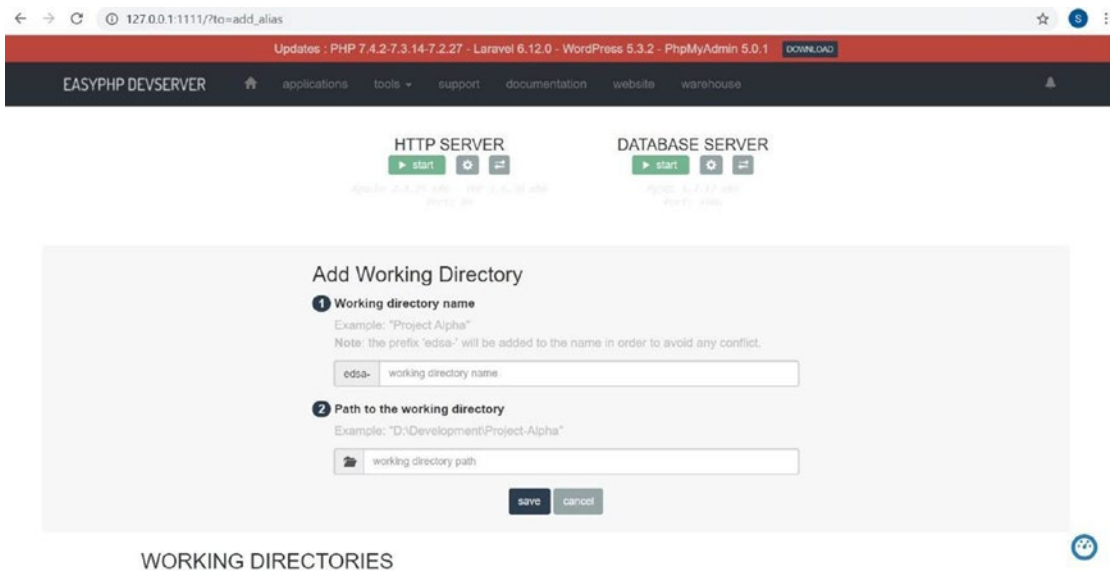 127.0.0.1:1111/?to=add_alias
S
Updates : PHP 7.4.2-7.3.14-7.2.27 - Laravel 6.12.0 - WordPress 5.3.2 - PhpMyAdmin 5.0.1 DOWNLOAD
EASYPHP DEVSERVER applications tools support documentation website warehouse
HTTP SERVER DATABASE SERVER
start start
Add Working Directory
1 Working directory name
Example: "Project Alpha"
Note: the prefix 'edsa-' will be added to the name in order to avoid any conflict.
edsa- working directory name
2 Path to the working directory
Example: "D:\Development\Project-Alpha"
working directory path
save cancel
WORKING DIRECTORIES